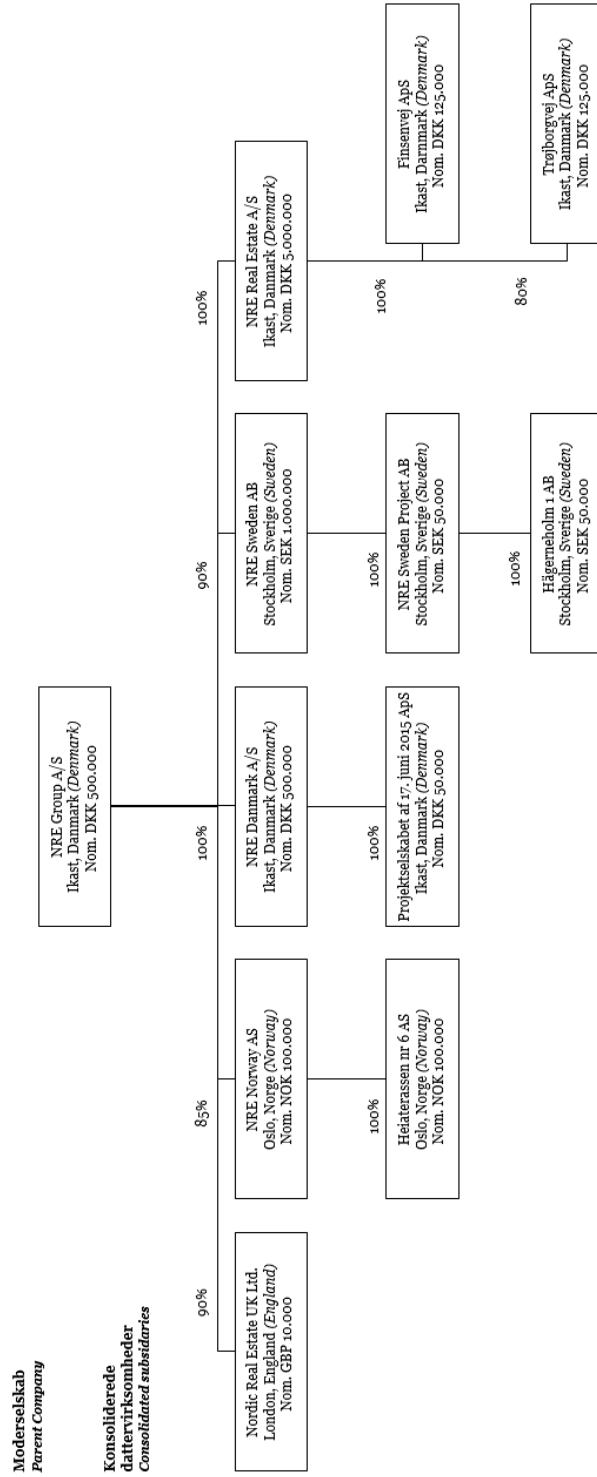 Moderselskab
Parent Company
NRE Group A/S
Ikast, Danmark (Denmark)
Nom. DKK 500.000
Konsoliderede
dattervirksomheder
Consolidated subsidaries
90%
85%
100%
90%
100%
Nordic Real Estate UK Ltd.
London, England (England)
Nom. GBP 10.000
NRE Norway AS
Oslo, Norge (Norway)
Nom. NOK 100.000
NRE Danmark A/S
Ikast, Danmark (Denmark)
Nom. DKK 500.000
NRE Sweden AB
Stockholm, Sverige (Sweden)
Nom. SEK 1.000.000
NRE Real Estate A/S
Ikast, Danmark (Denmark)
Nom. DKK 5.000.000
100%
100%
100%
100%
Heiaterassen nr 6 AS
Oslo, Norge (Norway)
Nom. NOK 100.000
Projektselskabet af 17. juni 2015 ApS
Ikast, Danmark (Denmark)
Nom. DKK 50.000
NRE Sweden Project AB
Stockholm, Sverige (Sweden)
Nom. SEK 50.000
Finsenvej ApS
Ikast, Darnmark (Denmark)
Nom. DKK 125.000
100%
80%
Hägerneholm 1 AB
Stockholm, Sverige (Sweden)
Nom. SEK 50.000
Trøjborgvej ApS
Ikast, Danmark (Denmark)
Nom. DKK 125.000